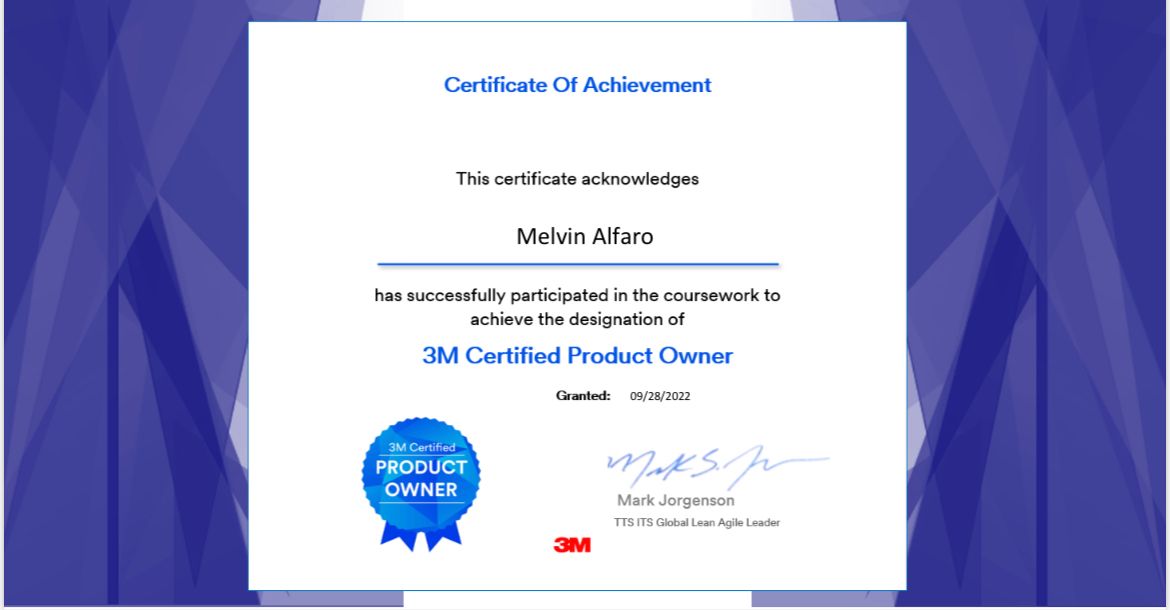 Certificate Of Achievement
This certificate acknowledges
Melvin Alfaro
has successfully participated in the coursework to
achieve the designation of
3M Certified Product Owner
Granted: 09/28/2022
3M Certified
PRODUCT
OWNER
Mark S. Jorgenson
Mark Jorgenson
TTS ITS Global Lean Agile Leader
3M